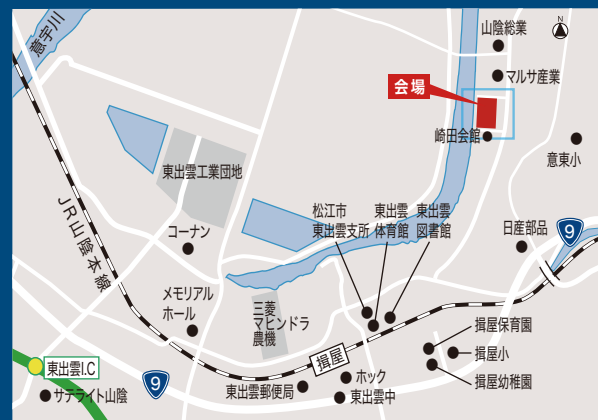 意宇川
山陰総業
N
マルサ産業
会場
崎田会館
意東小
東出雲工業団地
JR山陰本線
コーナン
松江市
東出雲支所
東出雲
体育館
東出雲
図書館
日産部品
9
メモリアル
ホール
三菱
マヒンドラ
農機
揖屋
揖屋保育園
揖屋小
揖屋幼稚園
東出雲I.C
サテライト山陰
9
東出雲郵便局
ホック
東出雲中